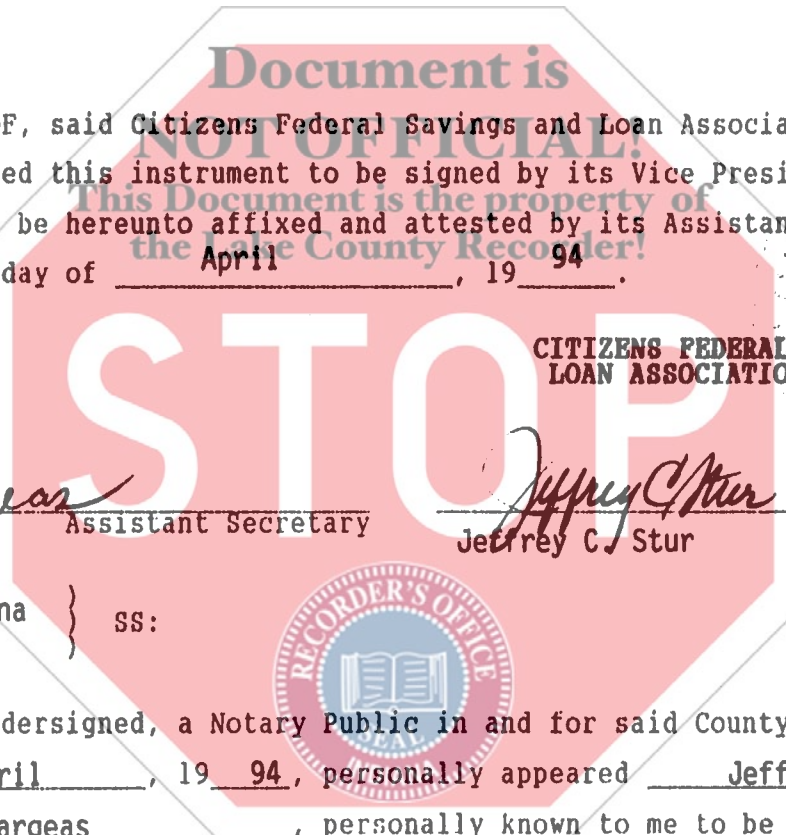 Document is
F, said Citizens Federal Savings and Loan Associa
NOT OFFICIAL!
ed this instrument to be signed by its Vice Presi
This Document is the property of
be hereunto affixed and attested by its Assistan
the Lake County Recorder!
day of April, 19 94.
CITIZENS FEDERAL
LOAN ASSOCIATIO
STOP
eas Jeffrey C Stur
Assistant Secretary
Jeffrey C. Stur
na } SS:
RECORDER'S OFFICE
SEAL
dersigned, a Notary Public in and for said County
ril, 19 94, personally appeared Jeff
argeas, personally known to me to be